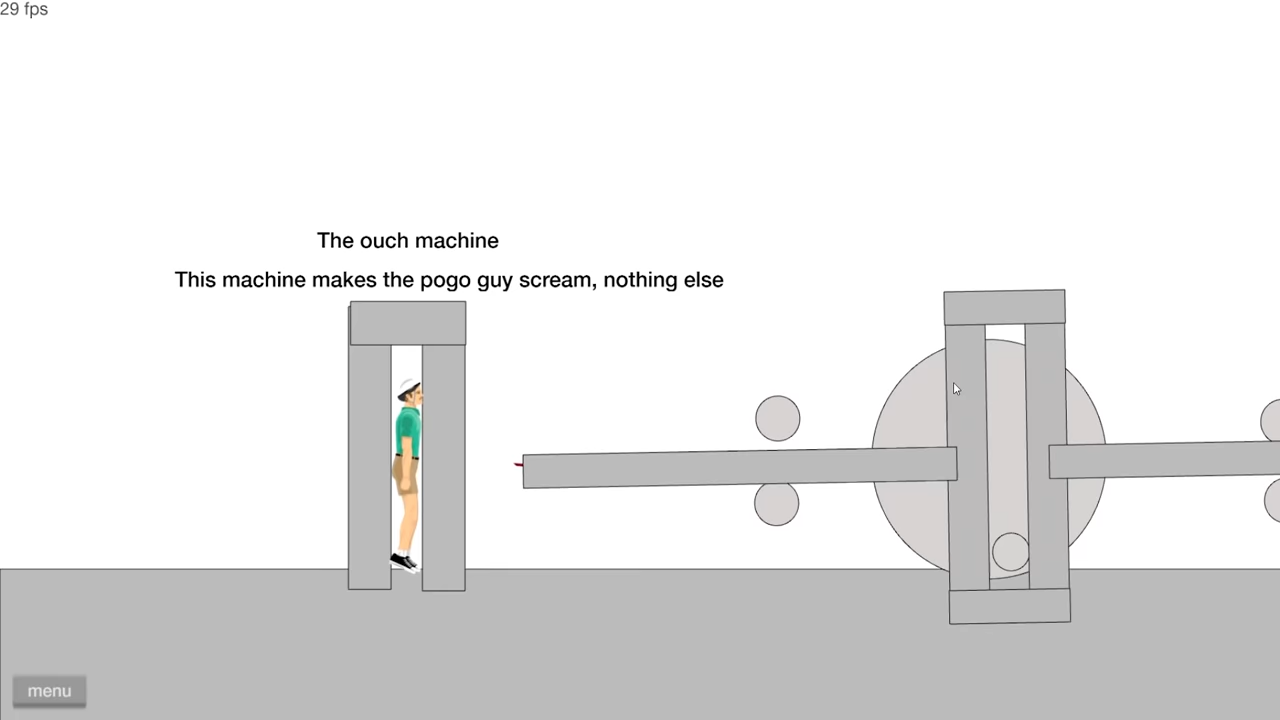 29 fps
The ouch machine
This machine makes the pogo guy scream, nothing else
menu